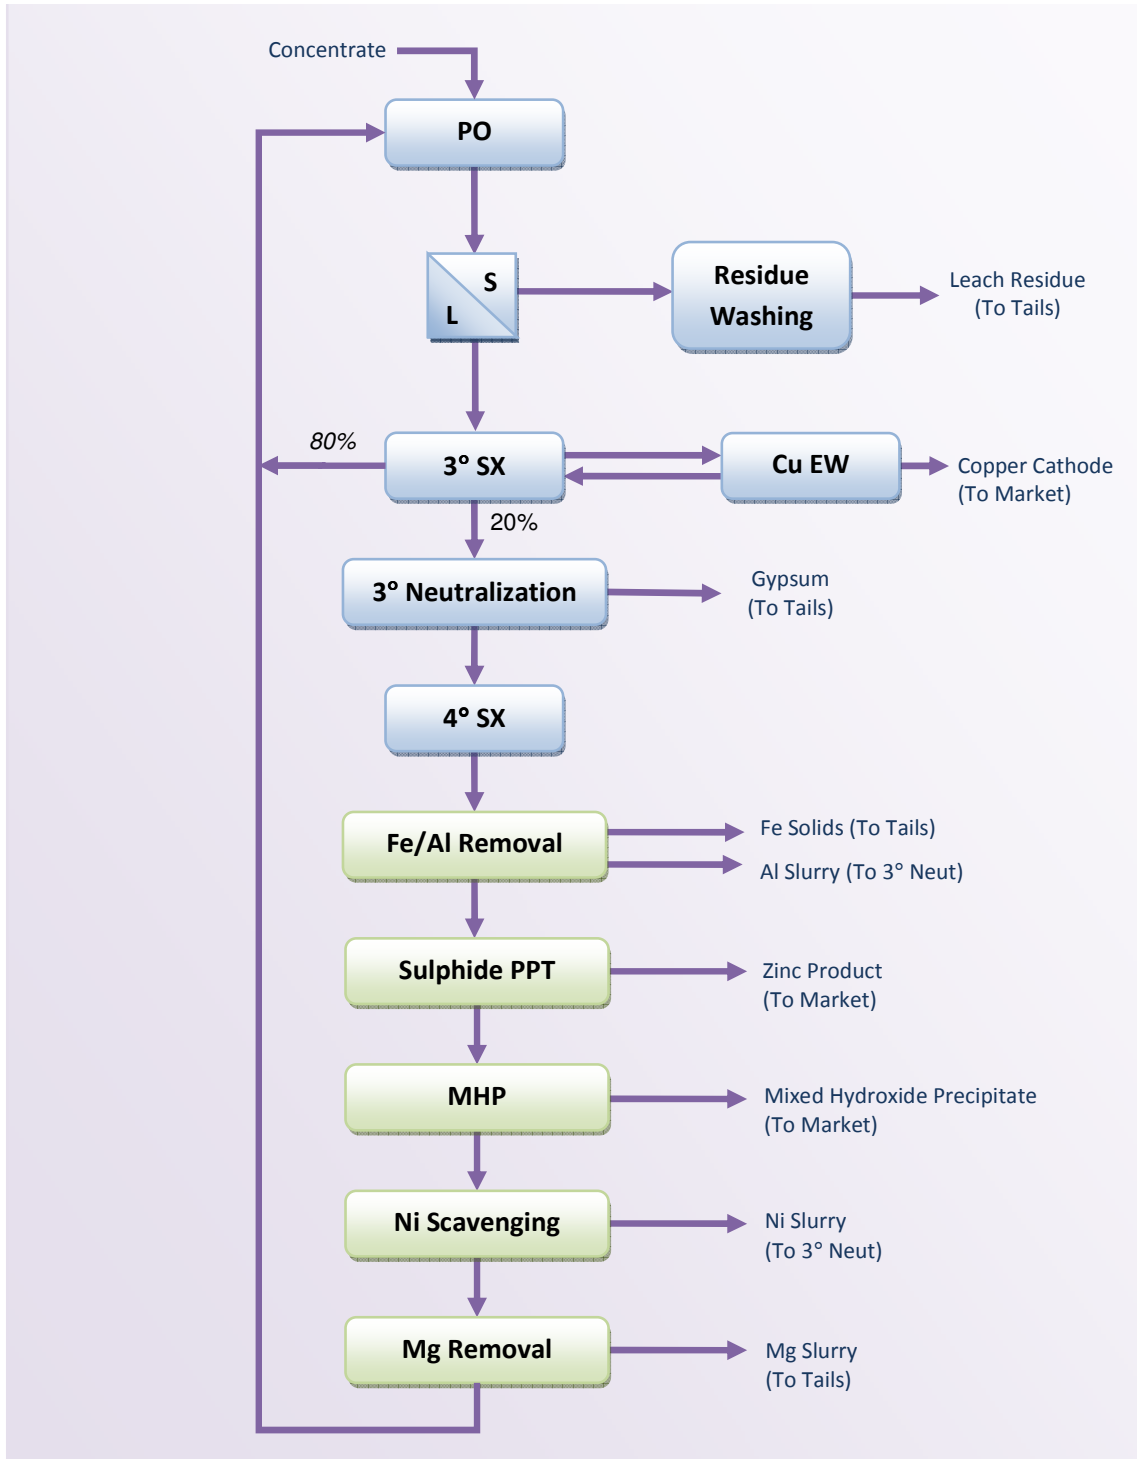 Concentrate
PO
S
L
Residue
Washing
Leach Residue
(To Tails)
80%
3° SX
Cu EW
Copper Cathode
(To Market)
20%
3° Neutralization
Gypsum
(To Tails)
4° SX
Fe/Al Removal
Fe Solids (To Tails)
Al Slurry (To 3° Neut)
Sulphide PPT
Zinc Product
(To Market)
MHP
Mixed Hydroxide Precipitate
(To Market)
Ni Scavenging
Ni Slurry
(To 3° Neut)
Mg Removal
Mg Slurry
(To Tails)